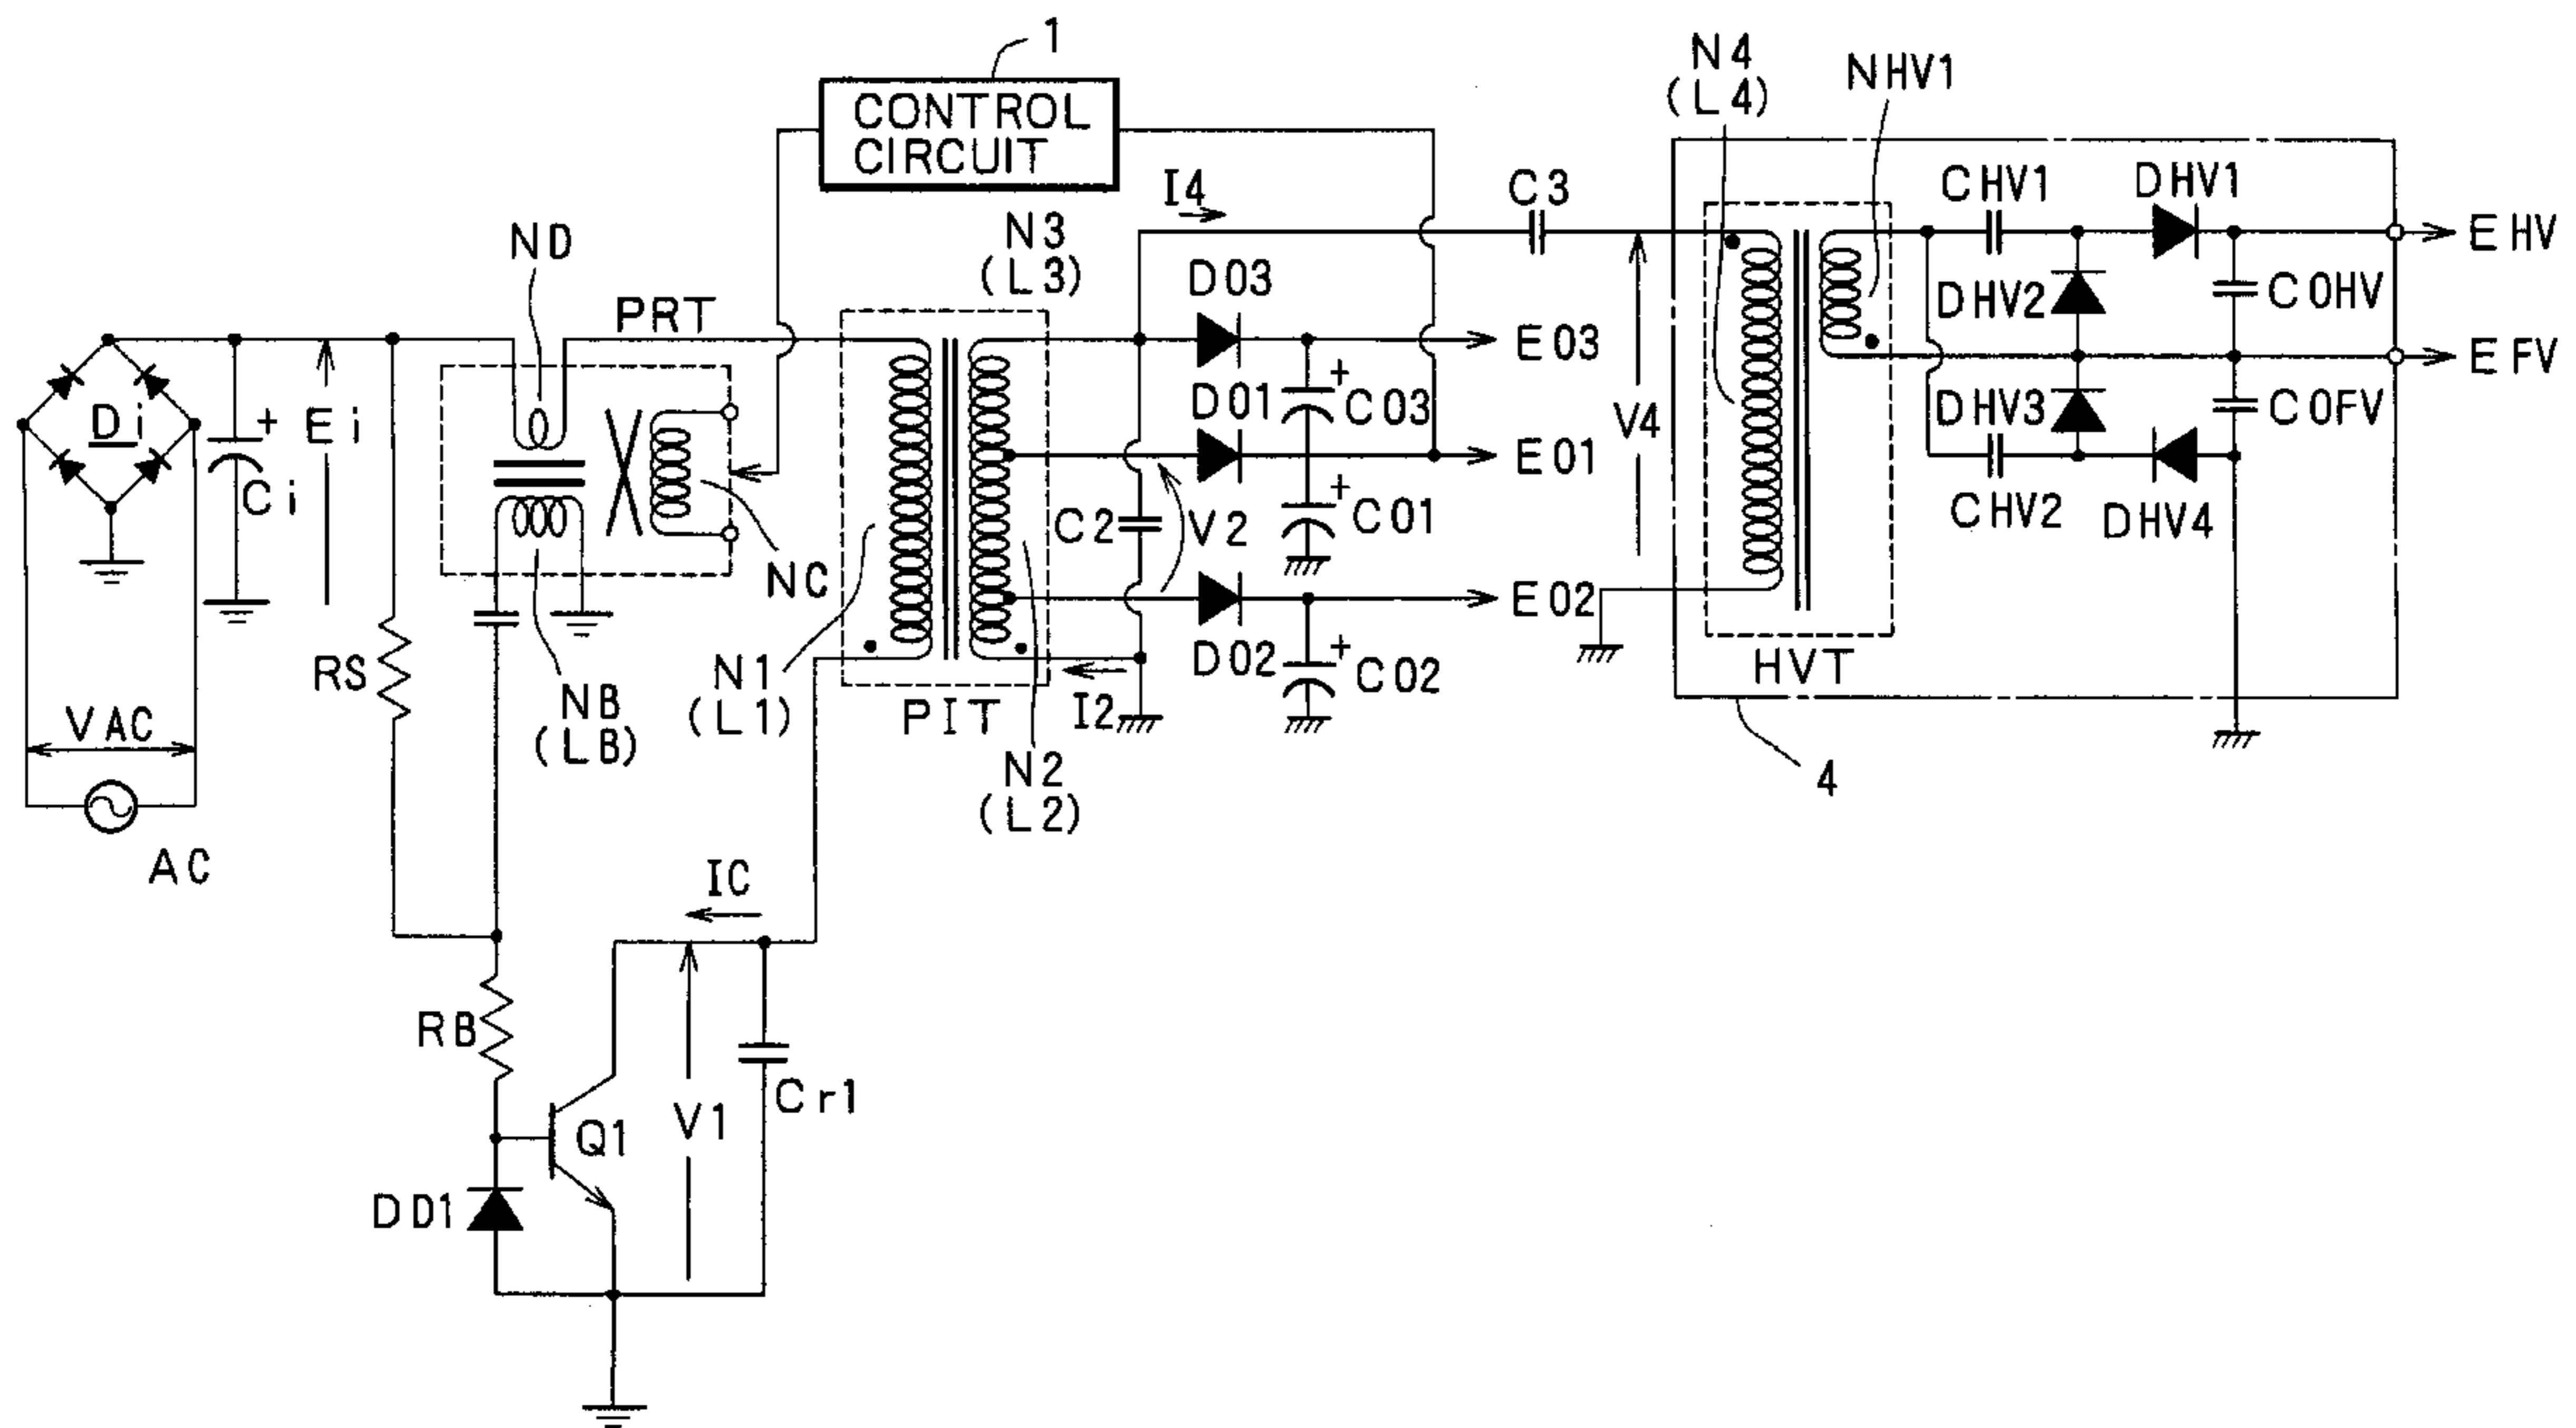 1
CONTROL
CIRCUIT
N4
(L4)
NHV1
I4
C3
CHV1
DHV1
EHV
ND
N3
(L3)
PRT
D03
E03
DHV2
C0HV
EFV
Di
+
Ei
Ci
D01
+
C03
V4
DHV3
C0FV
E01
C2
V2
+
C01
CHV2
DHV4
NC
E02
RS
NB
(LB)
N1
(L1)
PIT
I2
D02
+
C02
HVT
VAC
N2
(L2)
4
AC
IC
RB
Q1
V1
Cr1
DD1